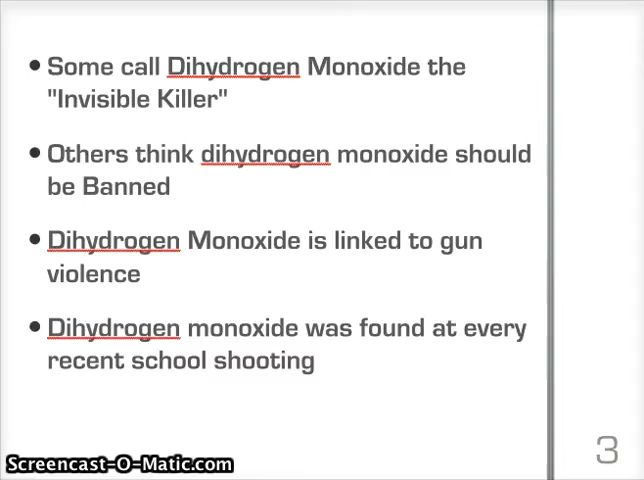 • Some call Dihydrogen Monoxide the
"Invisible Killer"
• Others think dihydrogen monoxide should
be Banned
• Dihydrogen Monoxide is linked to gun
violence
• Dihydrogen monoxide was found at every
recent school shooting
3
Screencast-O-Matic.com